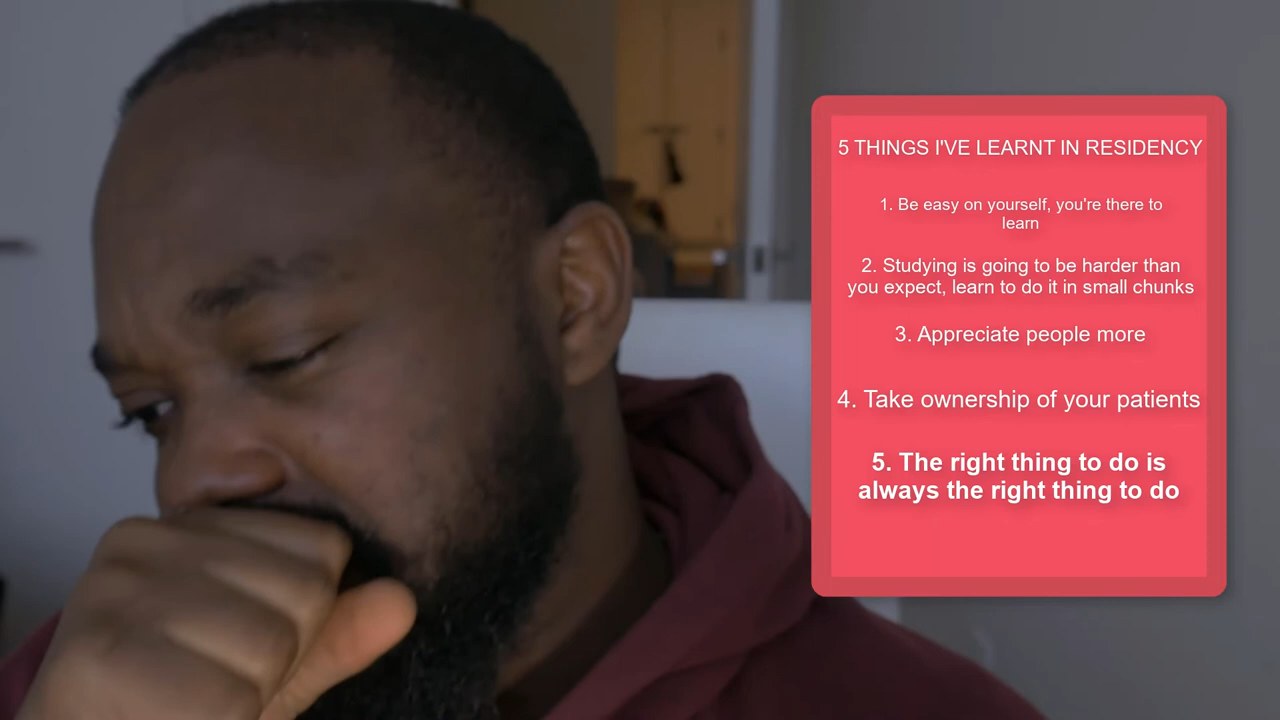 5 THINGS I'VE LEARNT IN RESIDENCY
1. Be easy on yourself, you're there to
learn
2. Studying is going to be harder than
you expect, learn to do it in small chunks
3. Appreciate people more
4. Take ownership of your patients
5. The right thing to do is
always the right thing to do